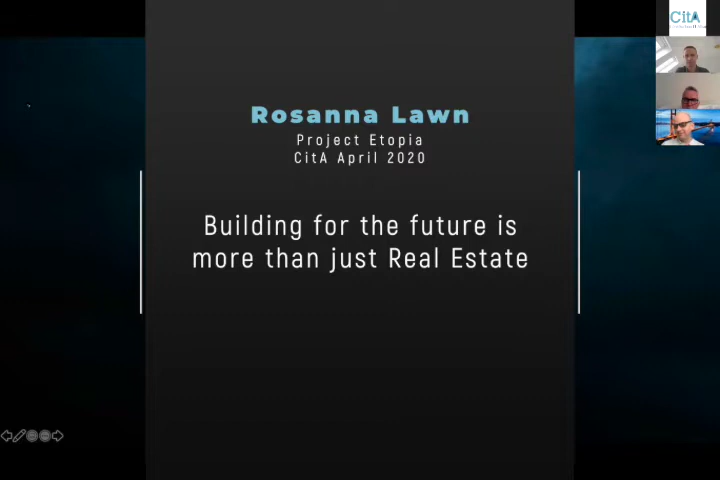 Rosanna Lawn
Project Etopia
CitA April 2020
Building for the future is
more than just Real Estate
CitA